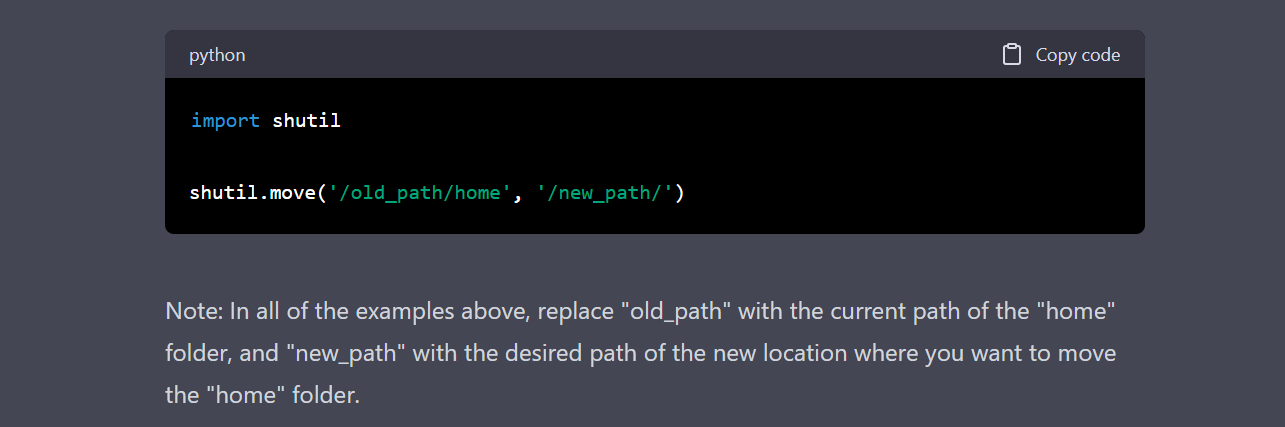 python
Copy code
import shutil
shutil.move('/old_path/home', '/new_path/')
Note: In all of the examples above, replace "old_path" with the current path of the "home"
folder, and "new_path" with the desired path of the new location where you want to move
the "home" folder.